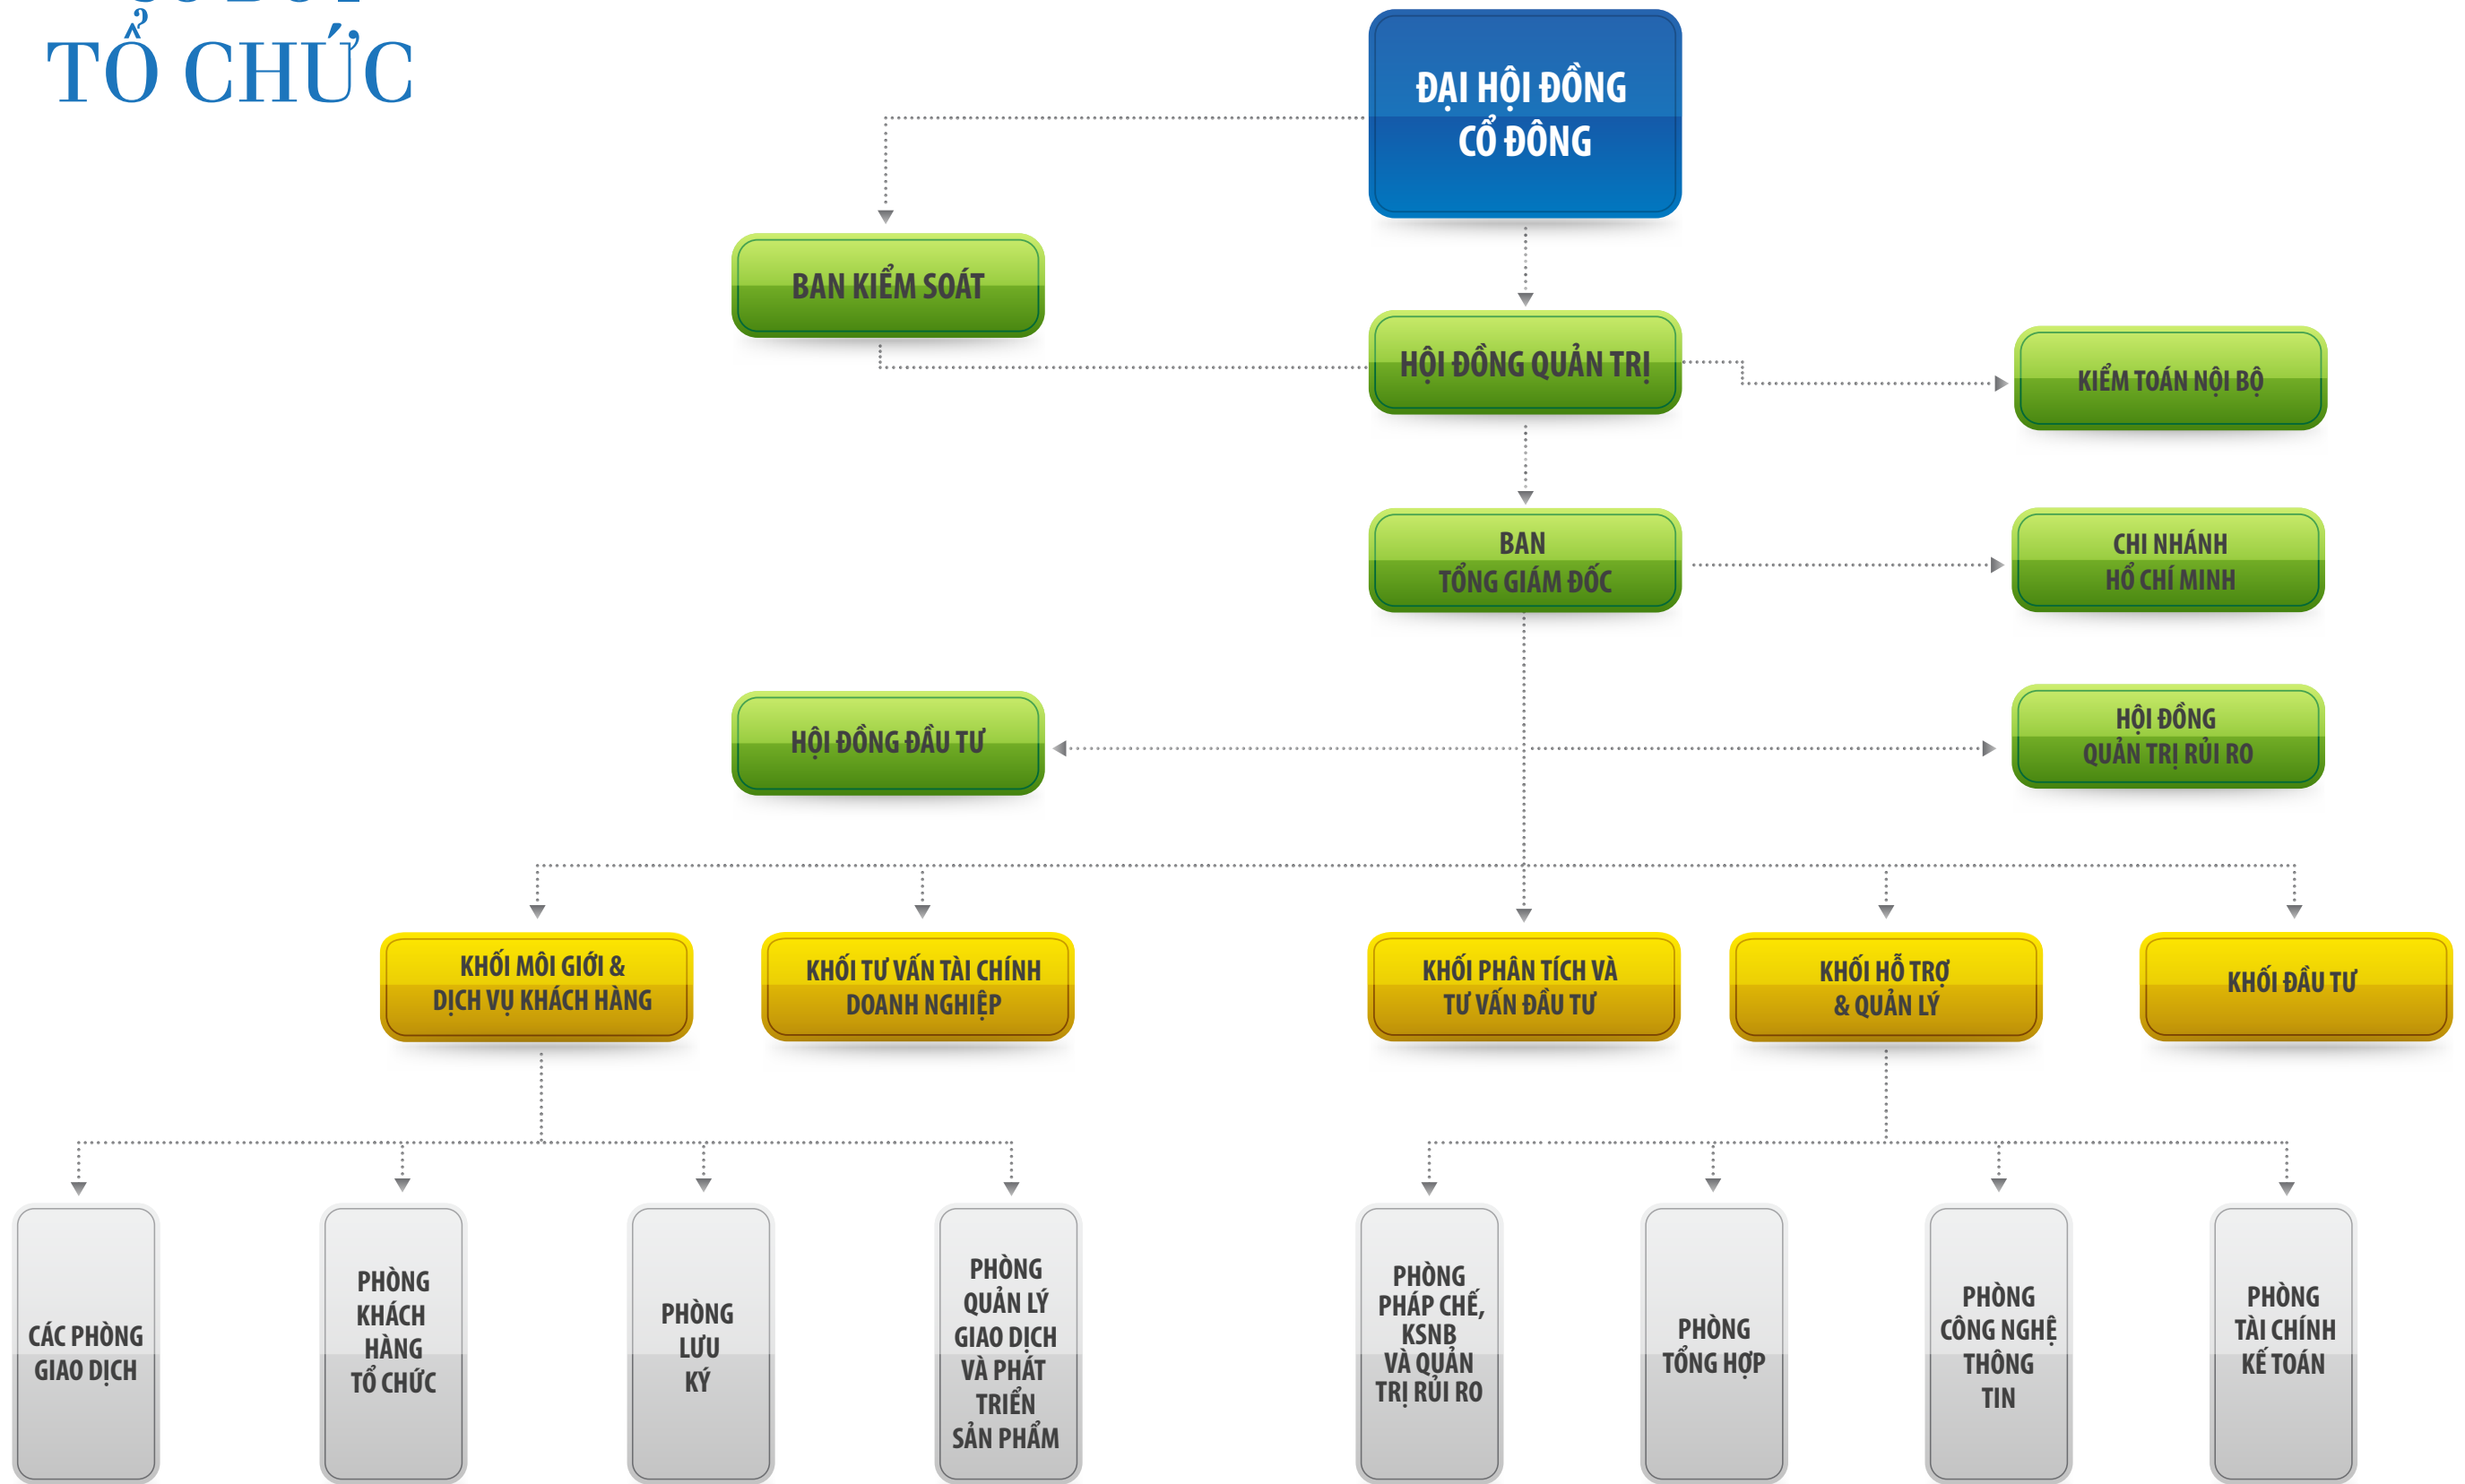 TỔ CHỨC
ĐẠI HỘI ĐỒNG
CỔ ĐÔNG
BAN KIỂM SOÁT
HỘI ĐỒNG QUẢN TRỊ
KIỂM TOÁN NỘI BỘ
BAN
TỔNG GIÁM ĐỐC
CHI NHÁNH
HỒ CHÍ MINH
HỘI ĐỒNG ĐẦU TƯ
HỘI ĐỒNG
QUẢN TRỊ RỦI RO
KHỐI MÔI GIỚI &
DỊCH VỤ KHÁCH HÀNG
KHỐI TƯ VẤN TÀI CHÍNH
DOANH NGHIỆP
KHỐI PHÂN TÍCH VÀ
TƯ VẤN ĐẦU TƯ
KHỐI HỖ TRỢ
& QUẢN LÝ
KHỐI ĐẦU TƯ
CÁC PHÒNG
GIAO DỊCH
PHÒNG
KHÁCH
HÀNG
TỔ CHỨC
PHÒNG
LƯU
KÝ
PHÒNG
QUẢN LÝ
GIAO DỊCH
VÀ PHÁT
TRIỂN
SẢN PHẨM
PHÒNG
PHÁP CHẾ,
KSNB
VÀ QUẢN
TRỊ RỦI RO
PHÒNG
TỔNG HỢP
PHÒNG
CÔNG NGHỆ
THÔNG
TIN
PHÒNG
TÀI CHÍNH
KẾ TOÁN